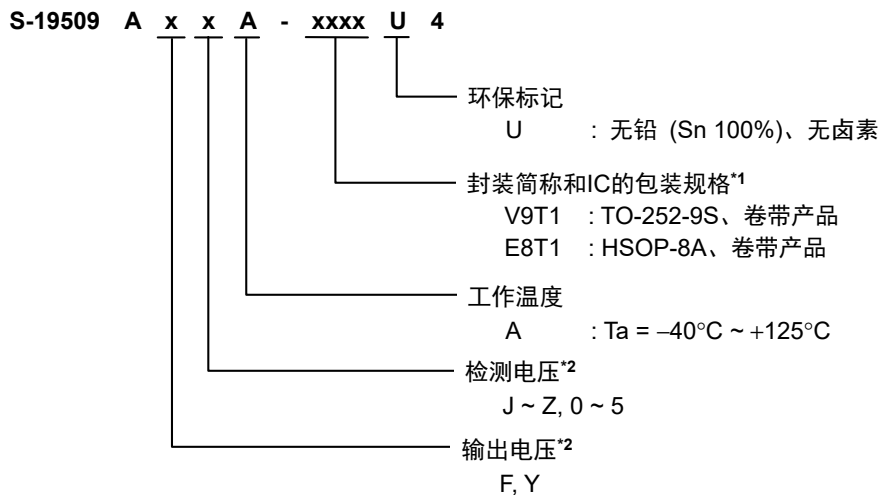 S-19509 A x x A - xxxx U 4
环保标记
U : 无铅 (Sn 100%)、无卤素
封装简称和IC的包装规格*1
V9T1 : TO-252-9S、卷带产品
E8T1 : HSOP-8A、卷带产品
工作温度
A : Ta = −40°C ~ +125°C
检测电压*2
J ~ Z, 0 ~ 5
输出电压*2
F, Y